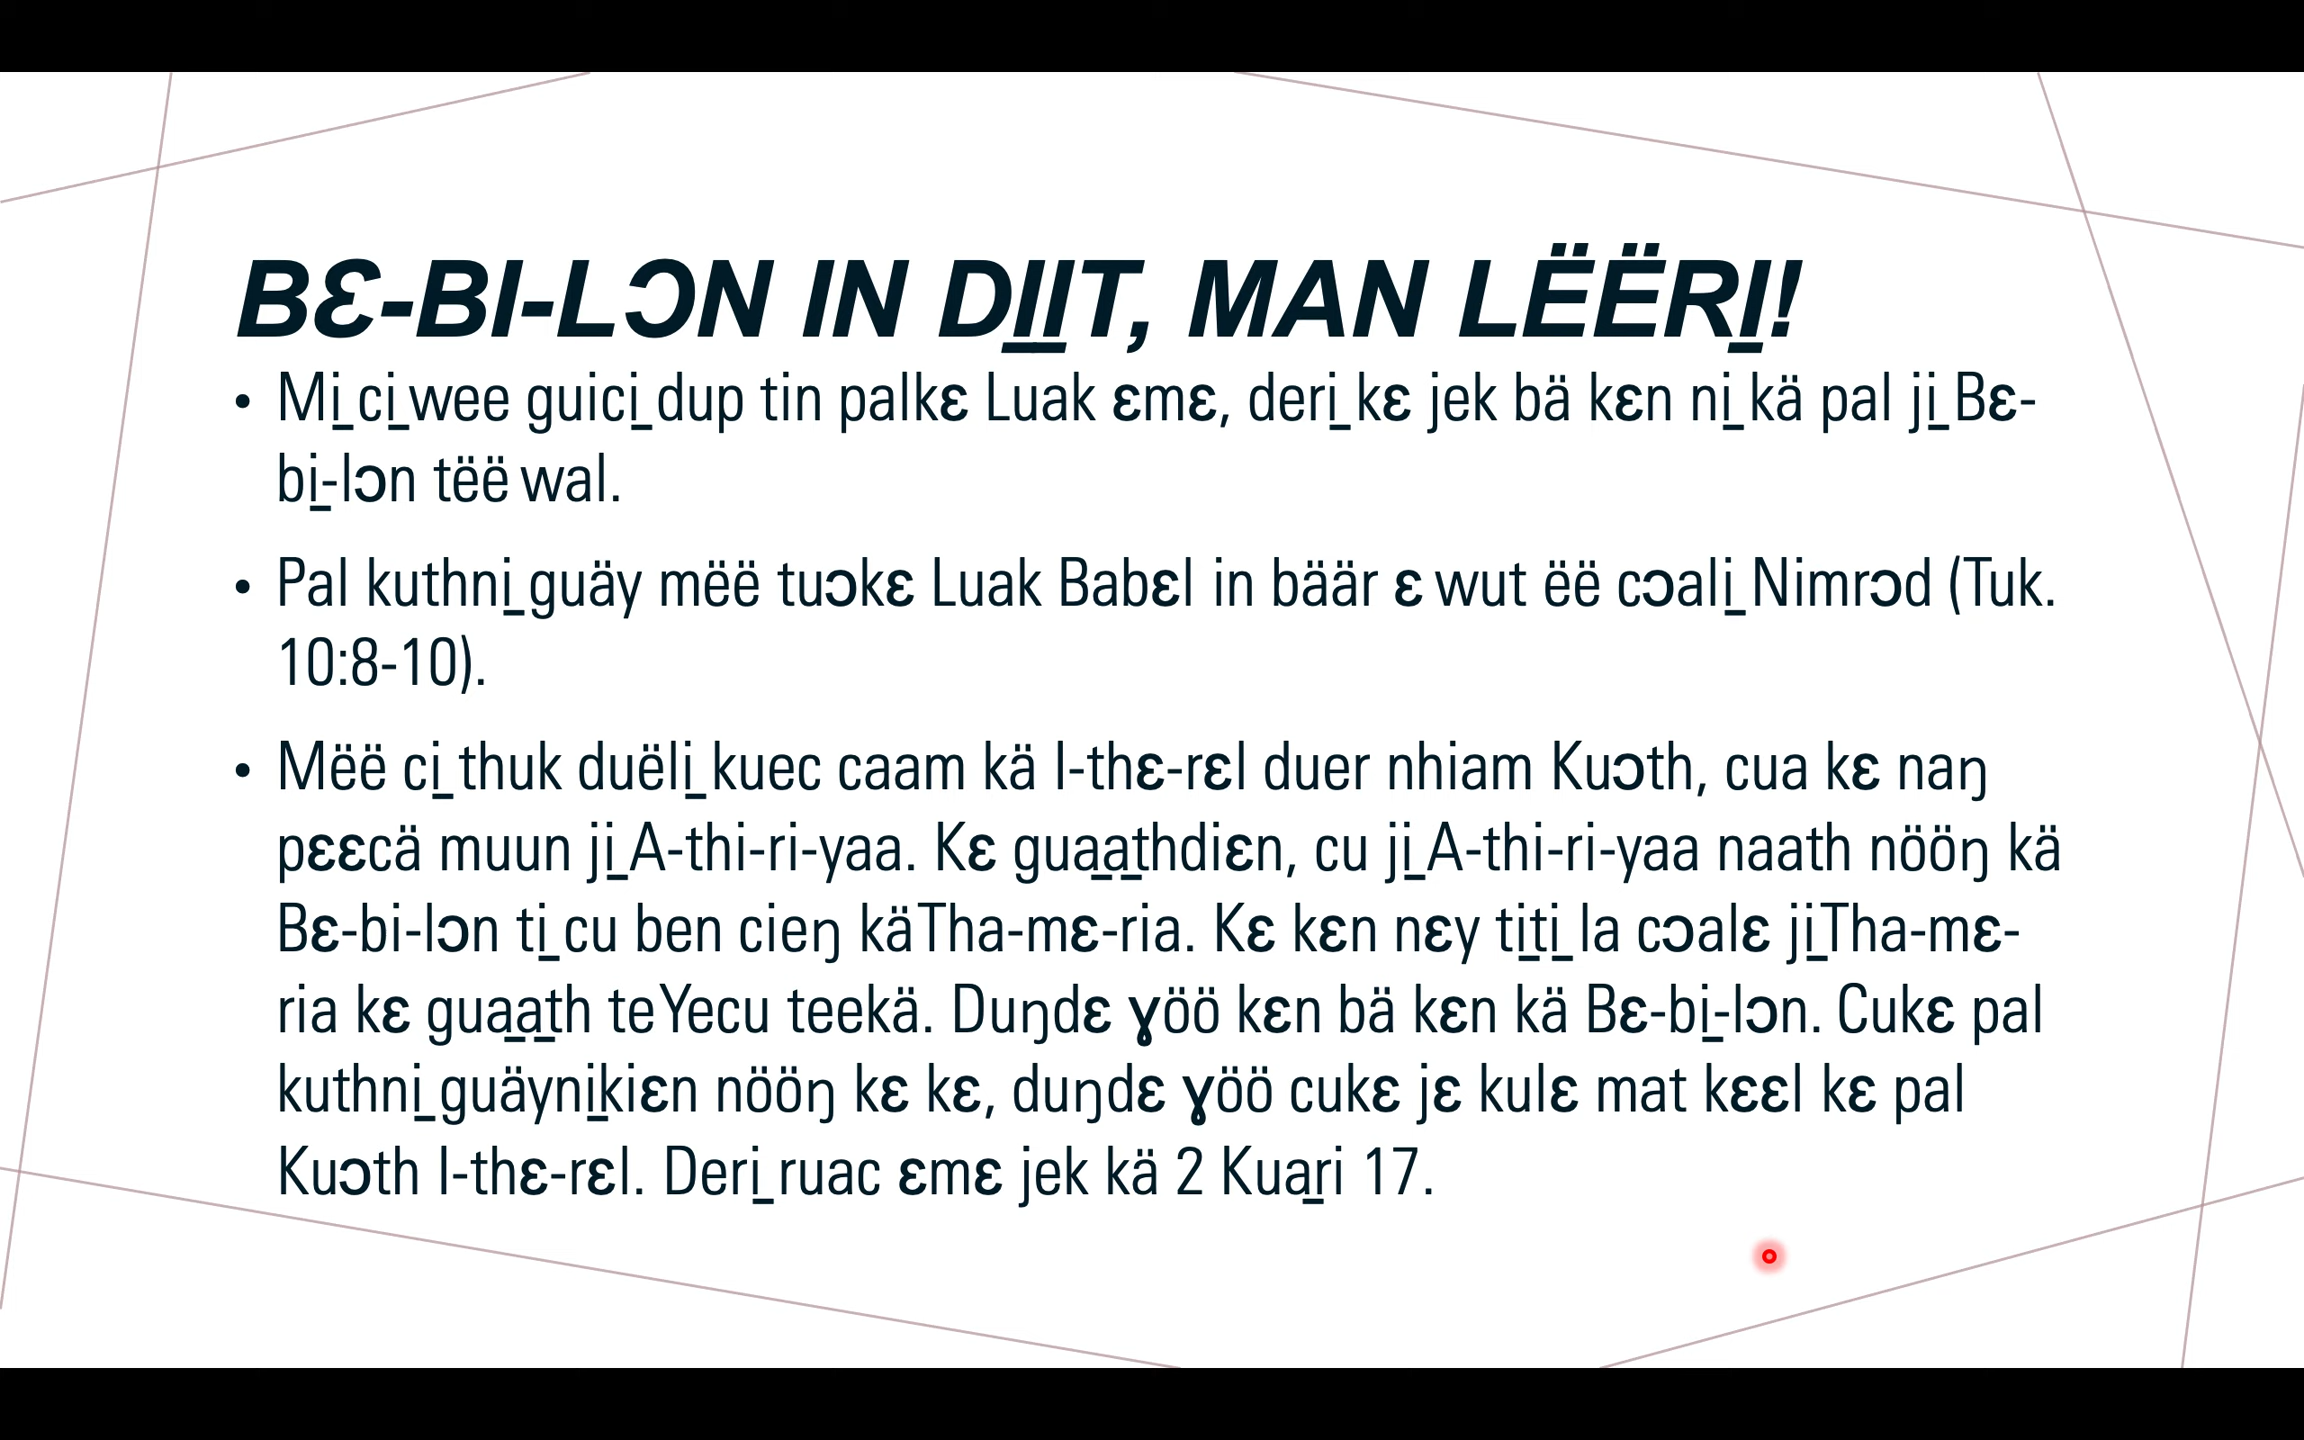 BƐ-BI-LƆN IN DI̱I̱T, MAN LËËRI̱!
• Mi̱ ci̱ wee guici̱ dup tin palkɛ Luak ɛmɛ, deri̱ kɛ jek bä kɛn ni̱ kä pal ji̱ Bɛ-
bi̱-lɔn tëë wal.
• Pal kuthni̱ guäy mëë tuɔkɛ Luak Babɛl in bäär ɛ wut ëë cɔali̱ Nimrɔd (Tuk.
10:8-10).
• Mëë ci̱ thuk duëli̱ kuec caam kä I-thɛ-rɛl duer nhiam Kuɔth, cua kɛ naŋ
pɛɛcä muun ji̱ A-thi-ri-yaa. Kɛ gua̱a̱thdiɛn, cu ji̱ A-thi-ri-yaa naath nööŋ kä
Bɛ-bi-lɔn ti̱ cu ben cieŋ kä Tha-mɛ-ria. Kɛ kɛn nɛy ti̱ti̱ la cɔalɛ ji̱ Tha-mɛ-
ria kɛ gua̱a̱th te Yecu teekä. Duŋdɛ ɣöö kɛn bä kɛn kä Bɛ-bi̱-lɔn. Cukɛ pal
kuthni̱ guäyni̱kiɛn nööŋ kɛ kɛ, duŋdɛ ɣöö cukɛ jɛ kulɛ mat kɛɛl kɛ pal
Kuɔth I-thɛ-rɛl. Deri̱ ruac ɛmɛ jek kä 2 Kua̱ri 17.